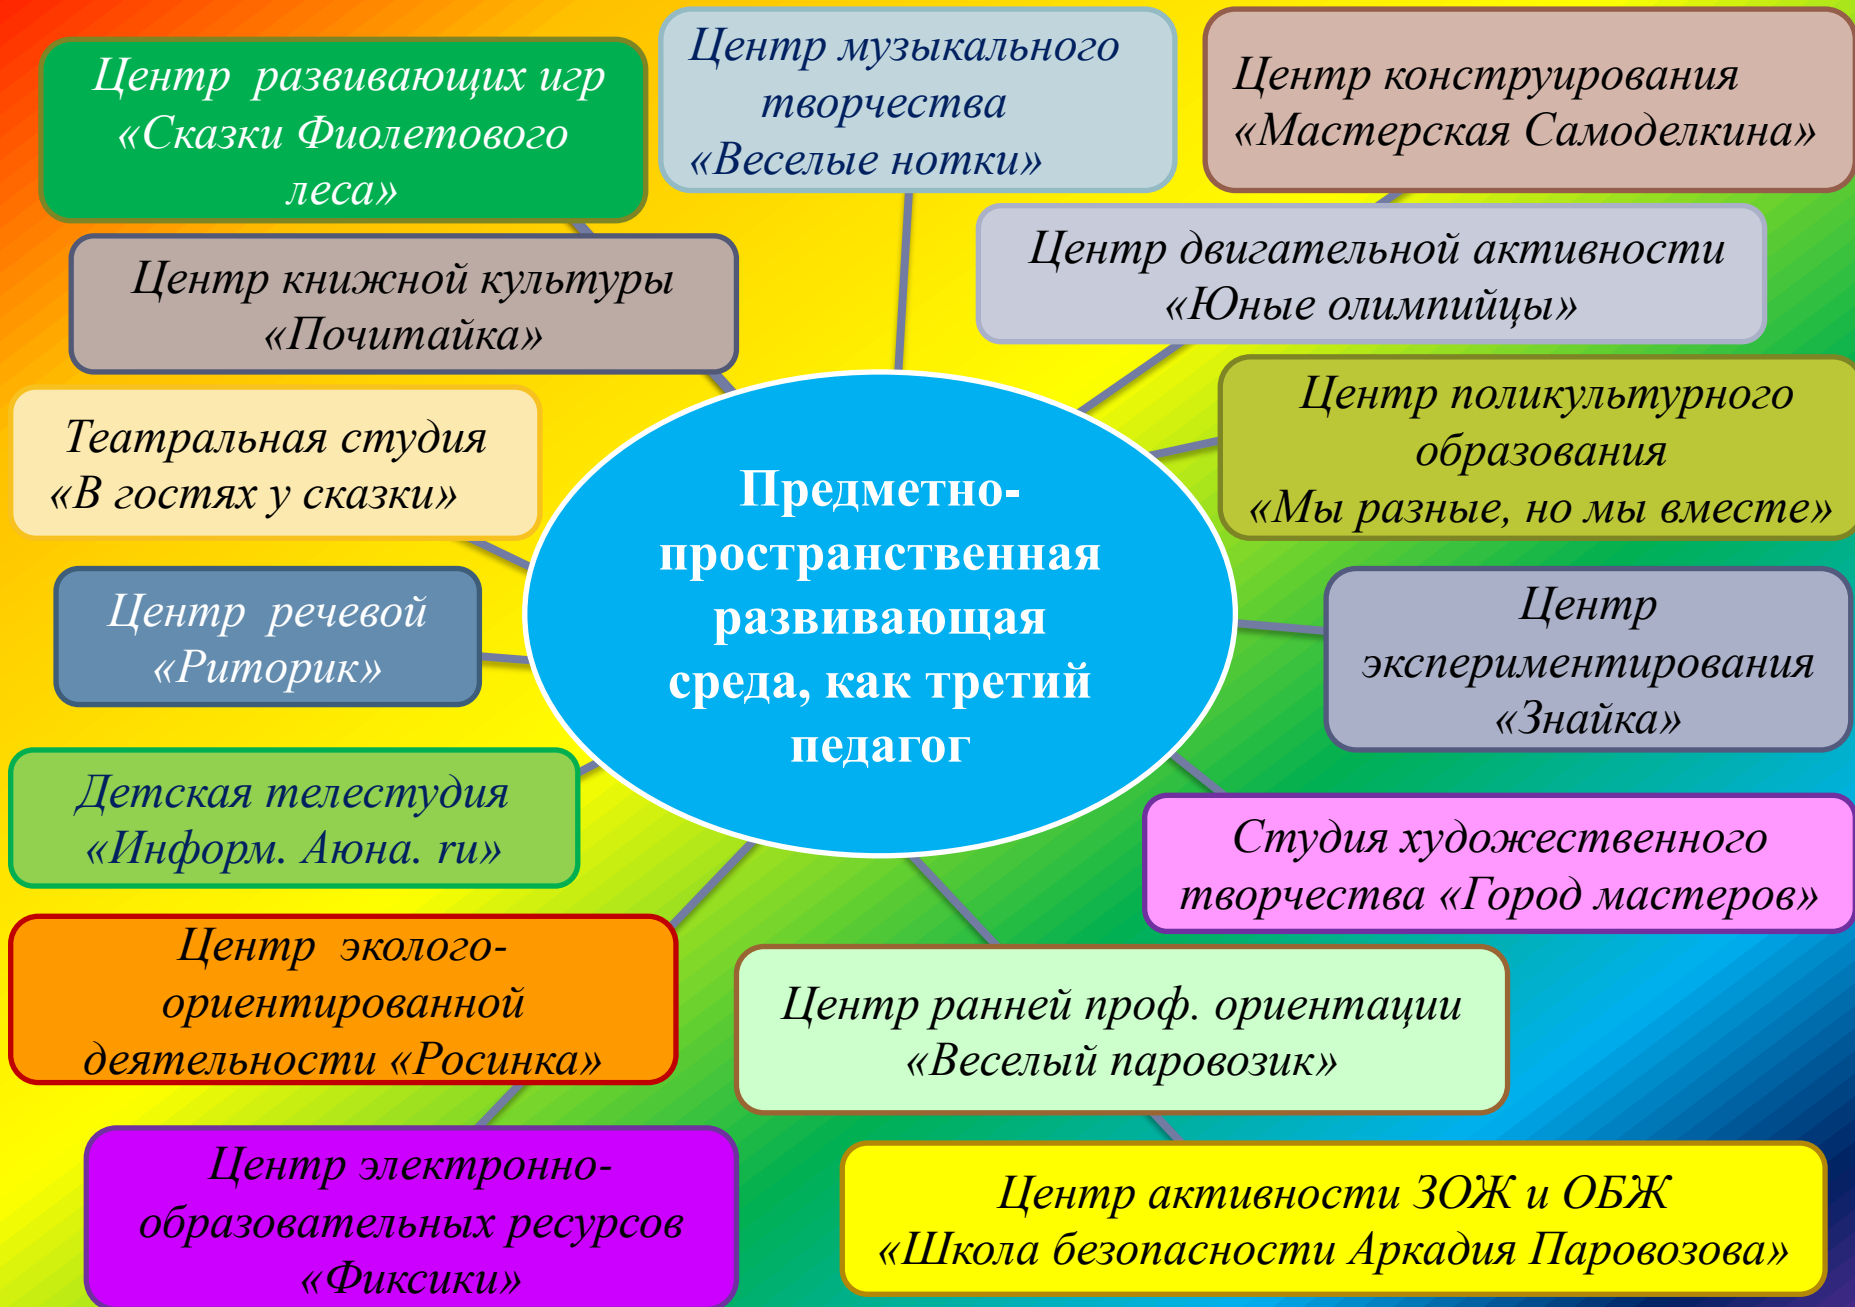 Центр развивающих игр
«Сказки Фиолетового
леса»
Центр музыкального
творчества
«Веселые нотки»
Центр конструирования
«Мастерская Самоделкина»
Центр книжной культуры
«Почитайка»
Центр двигательной активности
«Юные олимпийцы»
Театральная студия
«В гостях у сказки»
Центр поликультурного
образования
«Мы разные, но мы вместе»
Предметно-
пространственная
развивающая
среда, как третий
педагог
Центр речевой
«Риторик»
Центр
экспериментирования
«Знайка»
Детская телестудия
«Информ. Аюна. ru»
Студия художественного
творчества «Город мастеров»
Центр эколого-
ориентированной
деятельности «Росинка»
Центр ранней проф. ориентации
«Веселый паровозик»
Центр электронно-
образовательных ресурсов
«Фиксики»
Центр активности ЗОЖ и ОБЖ
«Школа безопасности Аркадия Паровозова»